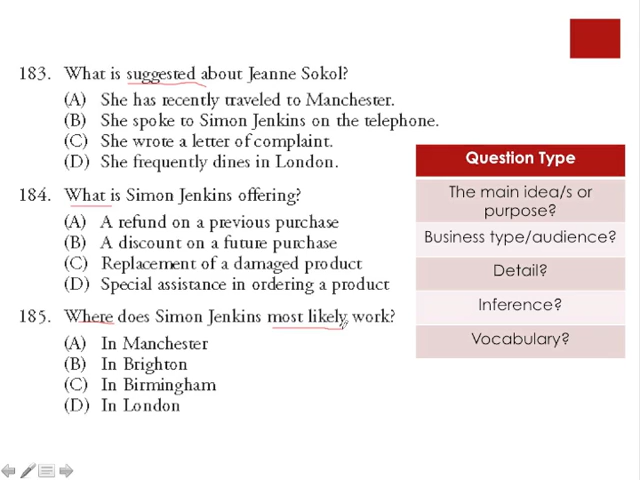 183. What is suggested about Jeanne Sokol?
(A) She has recently traveled to Manchester.
(B) She spoke to Simon Jenkins on the telephone.
(C) She wrote a letter of complaint.
(D) She frequently dines in London.
184. What is Simon Jenkins offering?
(A) A refund on a previous purchase
(B) A discount on a future purchase
(C) Replacement of a damaged product
(D) Special assistance in ordering a product
185. Where does Simon Jenkins most likely work?
(A) In Manchester
(B) In Brighton
(C) In Birmingham
(D) In London
Question Type
The main idea/s or
purpose?
Business type/audience?
Detail?
Inference?
Vocabulary?